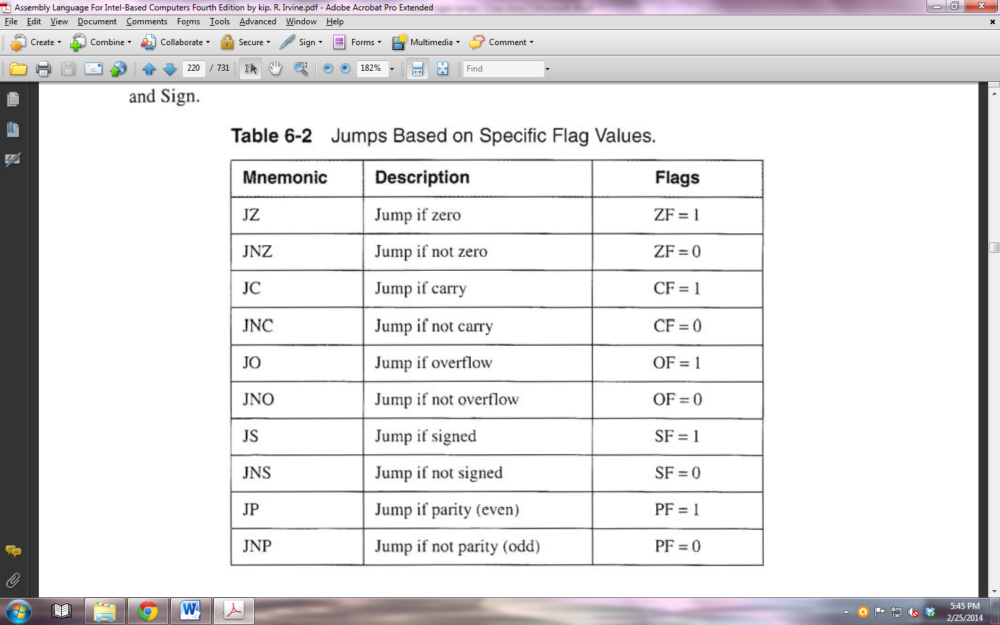 Assembly Language For Intel-Based Computers Fourth Edition by kip. R. Irvine.pdf - Adobe Acrobat Pro Extended
File Edit View Document Comments Forms Tools Advanced Window Help
Create Combine Collaborate Secure Sign Forms Multimedia Comment
220 / 731 182% Find
and Sign.
Table 6-2 Jumps Based on Specific Flag Values.
Mnemonic Description Flags
JZ Jump if zero ZF = 1
JNZ Jump if not zero ZF = 0
JC Jump if carry CF = 1
JNC Jump if not carry CF = 0
JO Jump if overflow OF = 1
JNO Jump if not overflow OF = 0
JS Jump if signed SF = 1
JNS Jump if not signed SF = 0
JP Jump if parity (even) PF = 1
JNP Jump if not parity (odd) PF = 0
5:45 PM
2/25/2014